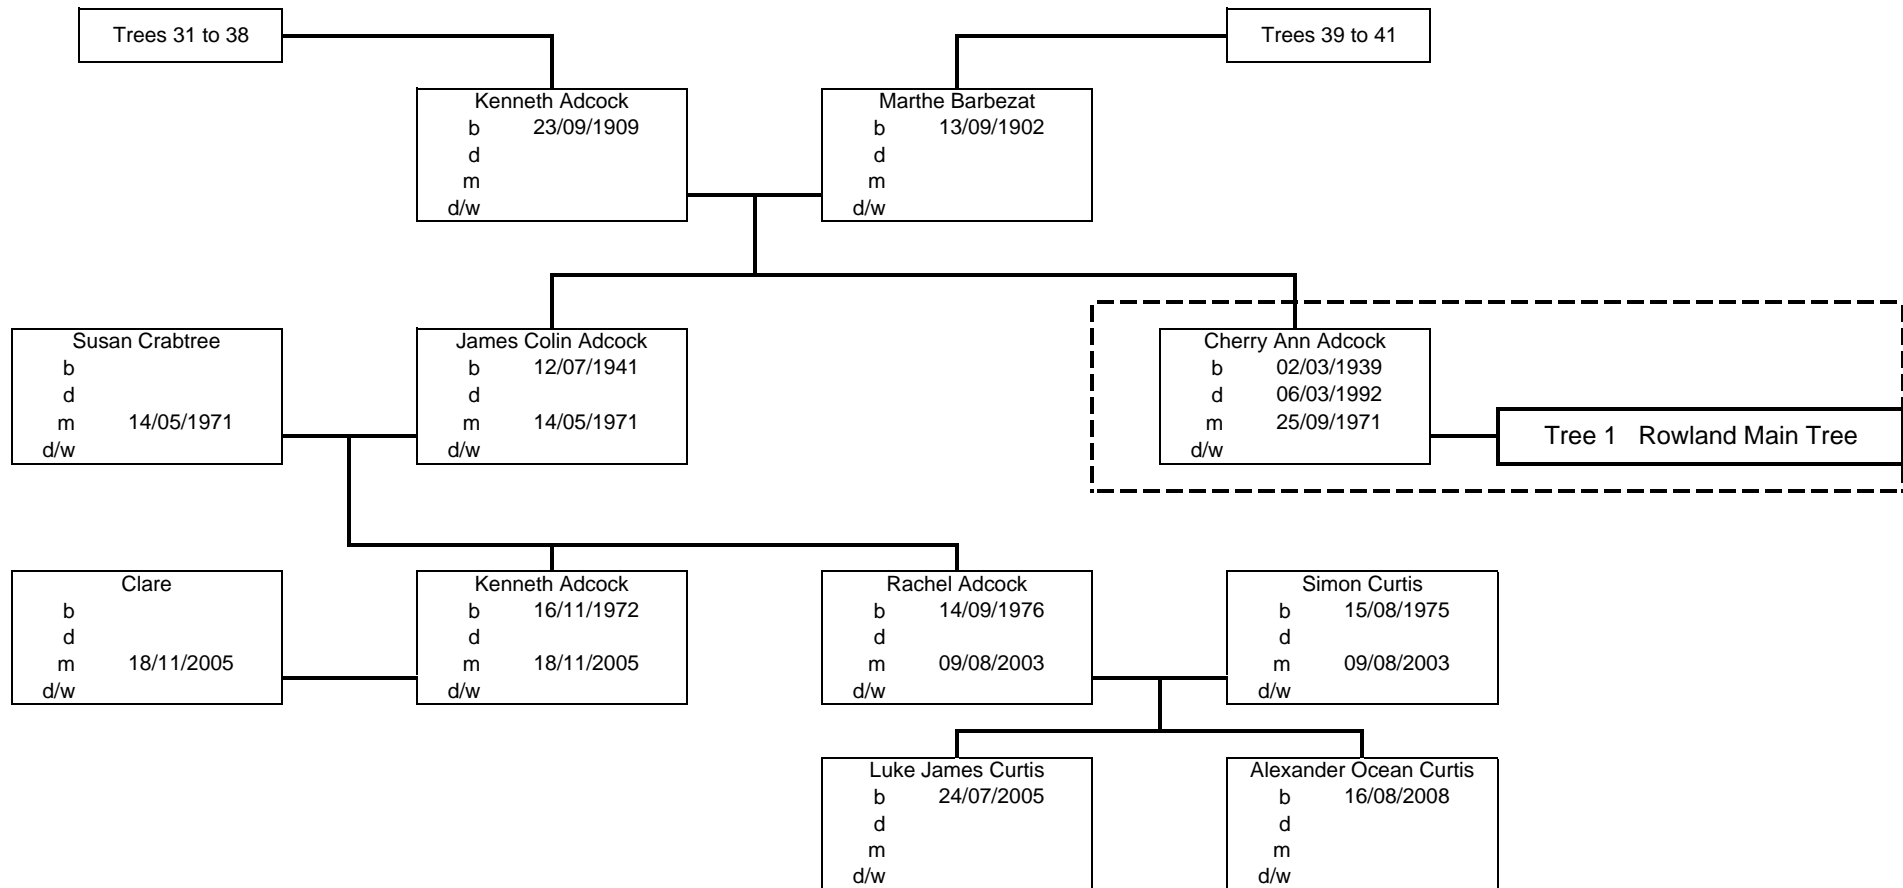 Trees 31 to 38
Trees 39 to 41
Kenneth Adcock
b 23/09/1909
d
m
d/w
Marthe Barbezat
b 13/09/1902
d
m
d/w
Susan Crabtree
b
d
m 14/05/1971
d/w
James Colin Adcock
b 12/07/1941
d
m 14/05/1971
d/w
Cherry Ann Adcock
b 02/03/1939
d 06/03/1992
m 25/09/1971
d/w
Tree 1 Rowland Main Tree
Clare
b
d
m 18/11/2005
d/w
Kenneth Adcock
b 16/11/1972
d
m 18/11/2005
d/w
Rachel Adcock
b 14/09/1976
d
m 09/08/2003
d/w
Simon Curtis
b 15/08/1975
d
m 09/08/2003
d/w
Luke James Curtis
b 24/07/2005
d
m
d/w
Alexander Ocean Curtis
b 16/08/2008
d
m
d/w